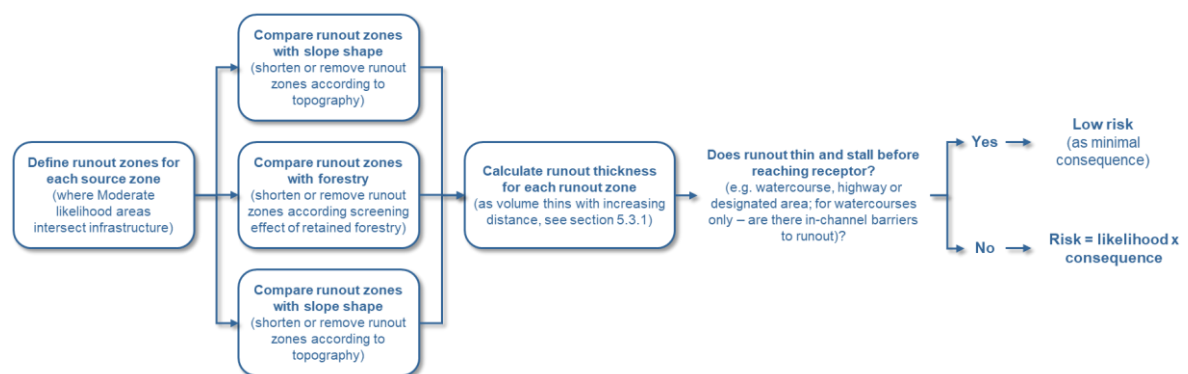 Define runout zones for
each source zone
(where Moderate
likelihood areas
intersect infrastructure)
Compare runout zones
with slope shape
(shorten or remove runout
zones according to
topography)
Compare runout zones
with forestry
(shorten or remove runout
zones according screening
effect of retained forestry)
Compare runout zones
with slope shape
(shorten or remove runout
zones according to
topography)
Calculate runout thickness
for each runout zone
(as volume thins with increasing
distance, see section 5.3.1)
Does runout thin and stall before
reaching receptor?
(e.g. watercourse, highway or
designated area; for watercourses
only – are there in-channel barriers
to runout)?
Yes
Low risk
(as minimal
consequence)
No
Risk = likelihood x
consequence